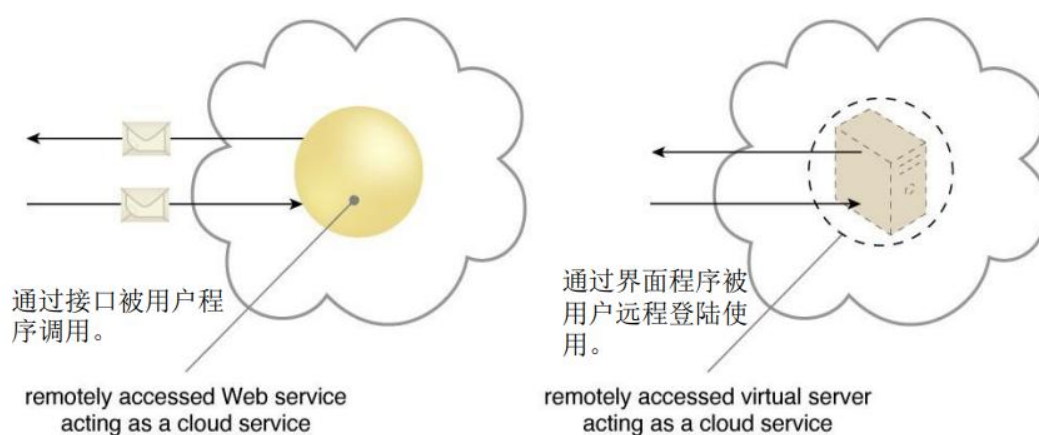 通过接口被用户程
序调用。
remotely accessed Web service
acting as a cloud service
通过界面程序被
用户远程登陆使
用。
remotely accessed virtual server
acting as a cloud service